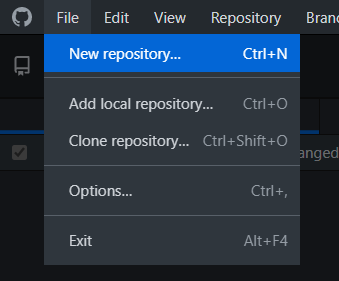 File Edit View Repository Bran
New repository... Ctrl+N
Add local repository... Ctrl+O
Clone repository... Ctrl+Shift+O
anged
Options... Ctrl+,
Exit Alt+F4